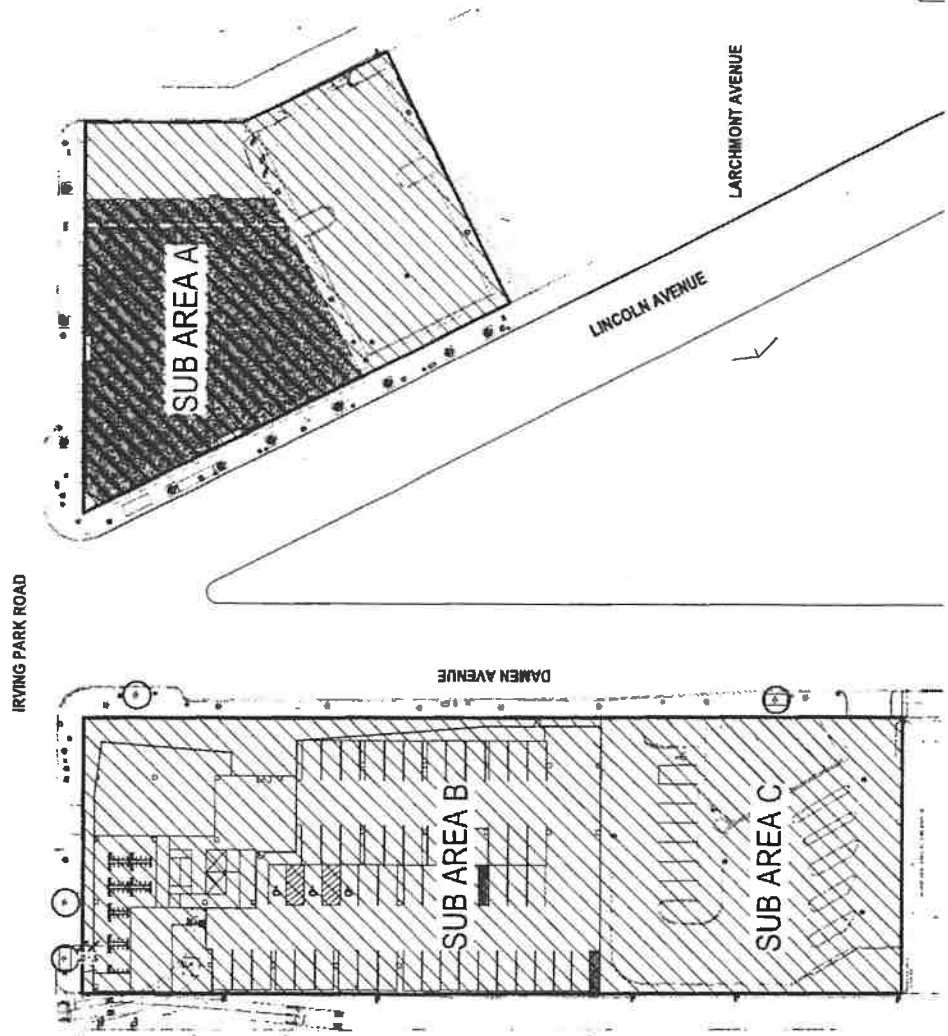 IRVING PARK ROAD
SUB AREA A
LINCOLN AVENUE
LARCHMONT AVENUE
DAMEN AVENUE
SUB AREA B
SUB AREA C